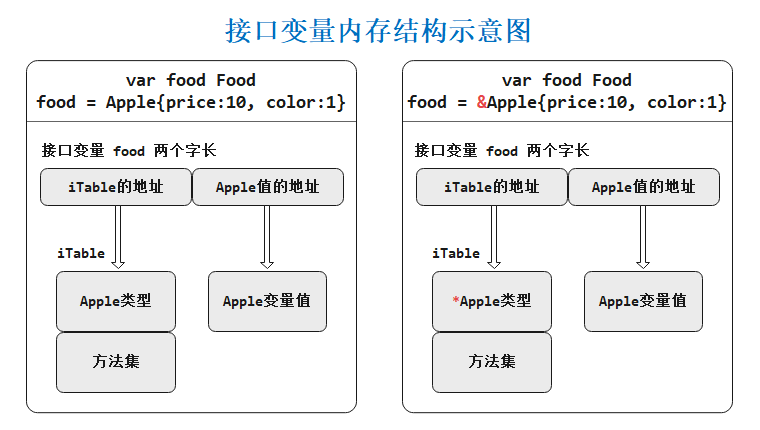 接口变量内存结构示意图
var food Food
food = Apple{price:10, color:1}
接口变量 food 两个字长
iTable的地址
Apple值的地址
iTable
Apple类型
Apple变量值
方法集
var food Food
food = &Apple{price:10, color:1}
接口变量 food 两个字长
iTable的地址
Apple值的地址
iTable
*Apple类型
Apple变量值
方法集